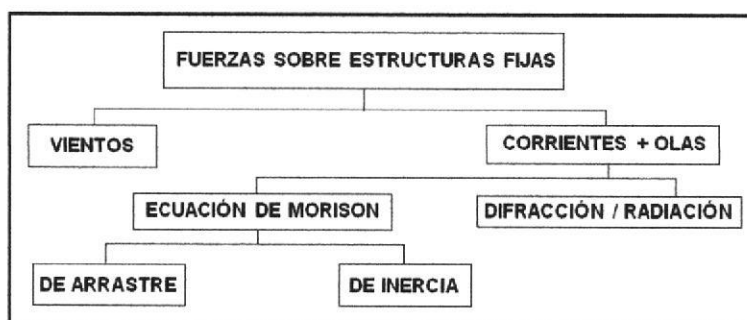 FUERZAS SOBRE ESTRUCTURAS FIJAS
VIENTOS
CORRIENTES + OLAS
ECUACIÓN DE MORISON
DIFRACCIÓN / RADIACIÓN
DE ARRASTRE
DE INERCIA